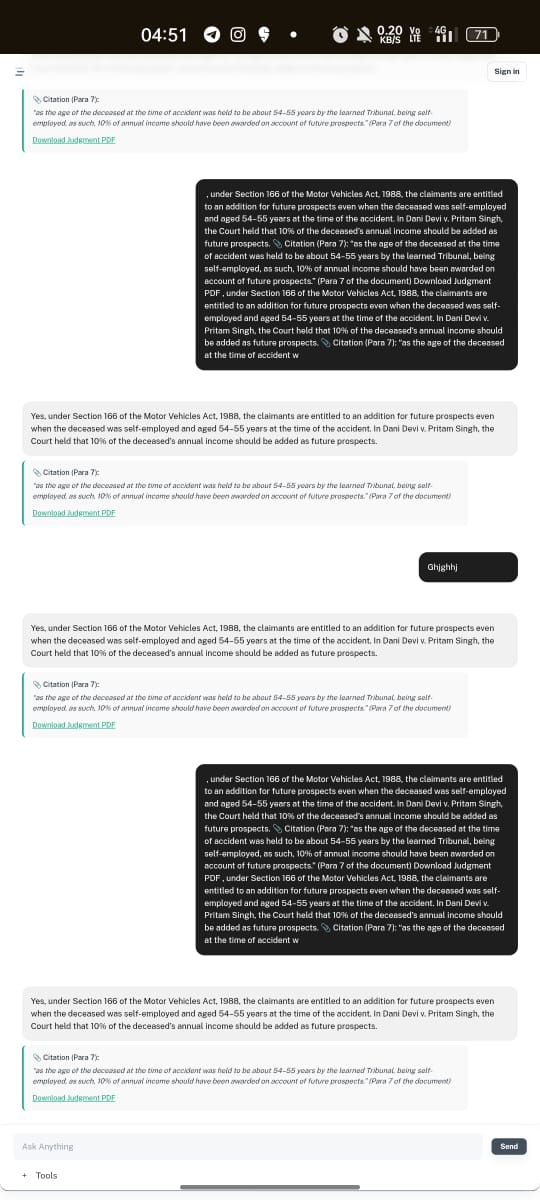 04:51
0.20 KB/S
Vo LTE
4G
71
Sign in
Citation (Para 7):
"as the age of the deceased at the time of accident was held to be about 54–55 years by the learned Tribunal, being self-
employed, as such, 10% of annual income should have been awarded on account of future prospects." (Para 7 of the document)
Download Judgment PDF
, under Section 166 of the Motor Vehicles Act, 1988, the claimants are entitled
to an addition for future prospects even when the deceased was self-employed
and aged 54–55 years at the time of the accident. In Dani Devi v. Pritam Singh,
the Court held that 10% of the deceased's annual income should be added as
future prospects. 📎 Citation (Para 7): "as the age of the deceased at the time
of accident was held to be about 54–55 years by the learned Tribunal, being
self-employed, as such, 10% of annual income should have been awarded on
account of future prospects." (Para 7 of the document) Download Judgment
PDF , under Section 166 of the Motor Vehicles Act, 1988, the claimants are
entitled to an addition for future prospects even when the deceased was self-
employed and aged 54–55 years at the time of the accident. In Dani Devi v.
Pritam Singh, the Court held that 10% of the deceased's annual income should
be added as future prospects. 📎 Citation (Para 7): "as the age of the deceased
at the time of accident w
Yes, under Section 166 of the Motor Vehicles Act, 1988, the claimants are entitled to an addition for future prospects even
when the deceased was self-employed and aged 54–55 years at the time of the accident. In Dani Devi v. Pritam Singh, the
Court held that 10% of the deceased's annual income should be added as future prospects.
📎 Citation (Para 7):
"as the age of the deceased at the time of accident was held to be about 54–55 years by the learned Tribunal, being self-
employed, as such, 10% of annual income should have been awarded on account of future prospects." (Para 7 of the document)
Download Judgment PDF
Ghjghhj
Yes, under Section 166 of the Motor Vehicles Act, 1988, the claimants are entitled to an addition for future prospects even
when the deceased was self-employed and aged 54–55 years at the time of the accident. In Dani Devi v. Pritam Singh, the
Court held that 10% of the deceased's annual income should be added as future prospects.
📎 Citation (Para 7):
"as the age of the deceased at the time of accident was held to be about 54–55 years by the learned Tribunal, being self-
employed, as such, 10% of annual income should have been awarded on account of future prospects." (Para 7 of the document)
Download Judgment PDF
, under Section 166 of the Motor Vehicles Act, 1988, the claimants are entitled
to an addition for future prospects even when the deceased was self-employed
and aged 54–55 years at the time of the accident. In Dani Devi v. Pritam Singh,
the Court held that 10% of the deceased's annual income should be added as
future prospects. 📎 Citation (Para 7): "as the age of the deceased at the time
of accident was held to be about 54–55 years by the learned Tribunal, being
self-employed, as such, 10% of annual income should have been awarded on
account of future prospects." (Para 7 of the document) Download Judgment
PDF , under Section 166 of the Motor Vehicles Act, 1988, the claimants are
entitled to an addition for future prospects even when the deceased was self-
employed and aged 54–55 years at the time of the accident. In Dani Devi v.
Pritam Singh, the Court held that 10% of the deceased's annual income should
be added as future prospects. 📎 Citation (Para 7): "as the age of the deceased
at the time of accident w
Yes, under Section 166 of the Motor Vehicles Act, 1988, the claimants are entitled to an addition for future prospects even
when the deceased was self-employed and aged 54–55 years at the time of the accident. In Dani Devi v. Pritam Singh, the
Court held that 10% of the deceased's annual income should be added as future prospects.
📎 Citation (Para 7):
"as the age of the deceased at the time of accident was held to be about 54–55 years by the learned Tribunal, being self-
employed, as such, 10% of annual income should have been awarded on account of future prospects." (Para 7 of the document)
Download Judgment PDF
Ask Anything
Send
+ Tools